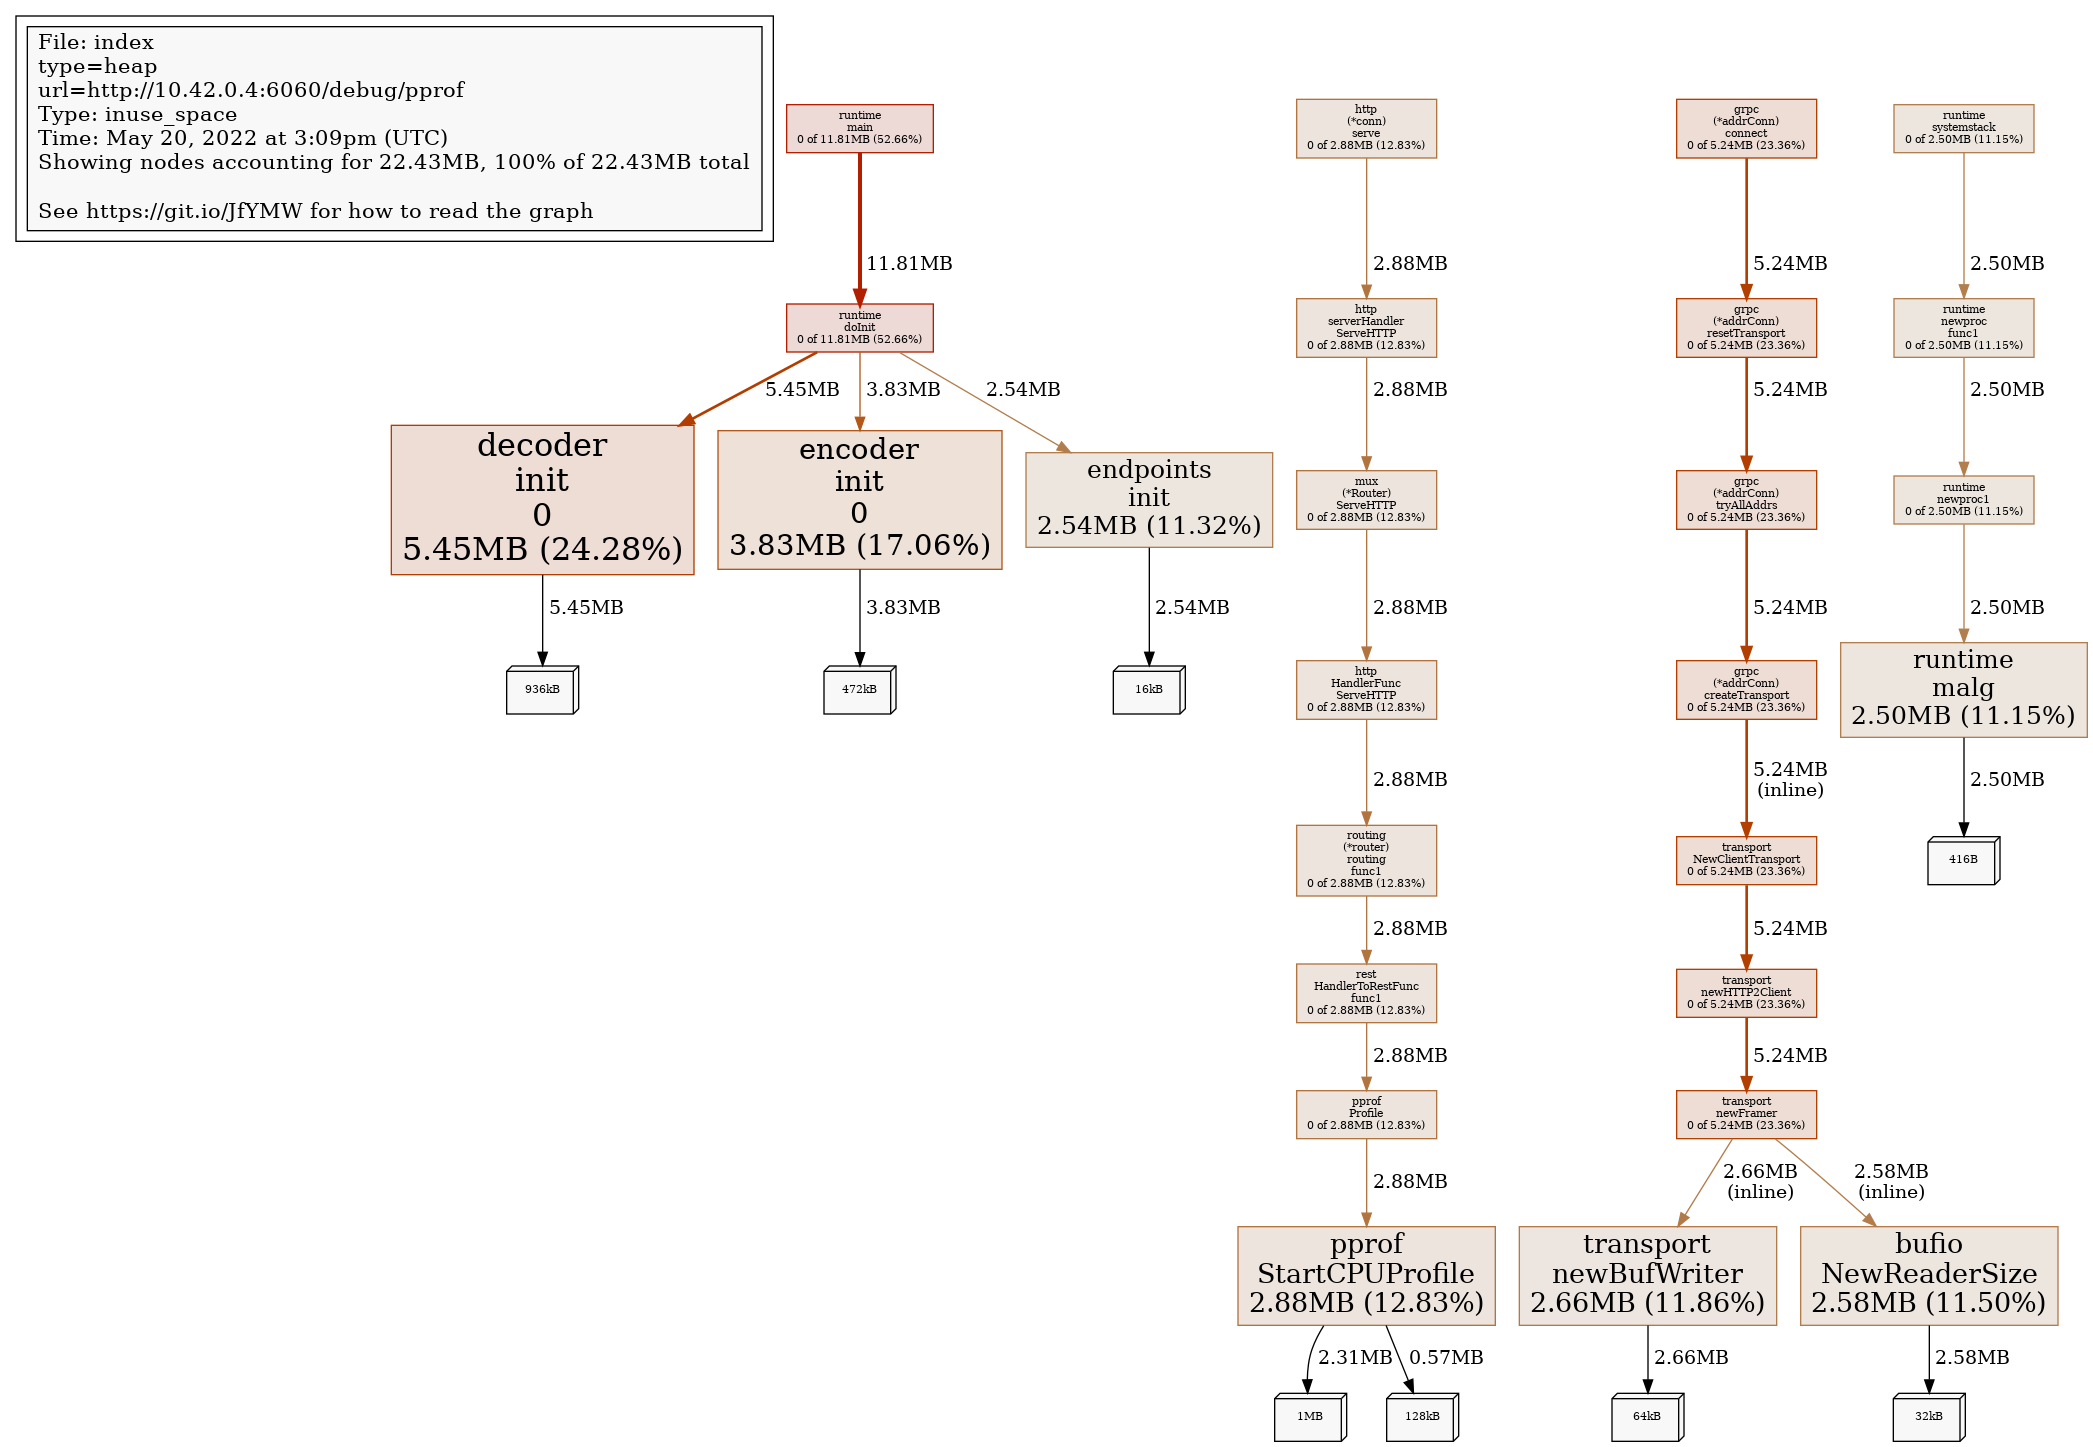 File: index
type=heap
url=http://10.42.0.4:6060/debug/pprof
Type: inuse_space
Time: May 20, 2022 at 3:09pm (UTC)
Showing nodes accounting for 22.43MB, 100% of 22.43MB total
See https://git.io/JfYMW for how to read the graph
runtime
main
0 of 11.81MB (52.66%)
11.81MB
runtime
doInit
0 of 11.81MB (52.66%)
5.45MB
3.83MB
2.54MB
decoder
init
0
5.45MB (24.28%)
5.45MB
936kB
encoder
init
0
3.83MB (17.06%)
3.83MB
472kB
endpoints
init
2.54MB (11.32%)
2.54MB
16kB
http
(*conn)
serve
0 of 2.88MB (12.83%)
2.88MB
http
serverHandler
ServeHTTP
0 of 2.88MB (12.83%)
2.88MB
mux
(*Router)
ServeHTTP
0 of 2.88MB (12.83%)
2.88MB
http
HandlerFunc
ServeHTTP
0 of 2.88MB (12.83%)
2.88MB
routing
(*router)
routing
func1
0 of 2.88MB (12.83%)
2.88MB
rest
HandlerToRestFunc
func1
0 of 2.88MB (12.83%)
2.88MB
pprof
Profile
0 of 2.88MB (12.83%)
2.88MB
pprof
StartCPUProfile
2.88MB (12.83%)
2.31MB
0.57MB
1MB
128kB
grpc
(*addrConn)
connect
0 of 5.24MB (23.36%)
5.24MB
grpc
(*addrConn)
resetTransport
0 of 5.24MB (23.36%)
5.24MB
grpc
(*addrConn)
tryAllAddrs
0 of 5.24MB (23.36%)
5.24MB
grpc
(*addrConn)
createTransport
0 of 5.24MB (23.36%)
5.24MB
(inline)
transport
NewClientTransport
0 of 5.24MB (23.36%)
5.24MB
transport
newHTTP2Client
0 of 5.24MB (23.36%)
5.24MB
transport
newFramer
0 of 5.24MB (23.36%)
2.66MB
(inline)
2.58MB
(inline)
transport
newBufWriter
2.66MB (11.86%)
2.66MB
64kB
bufio
NewReaderSize
2.58MB (11.50%)
2.58MB
32kB
runtime
systemstack
0 of 2.50MB (11.15%)
2.50MB
runtime
newproc
func1
0 of 2.50MB (11.15%)
2.50MB
runtime
newproc1
0 of 2.50MB (11.15%)
2.50MB
runtime
malg
2.50MB (11.15%)
2.50MB
416B